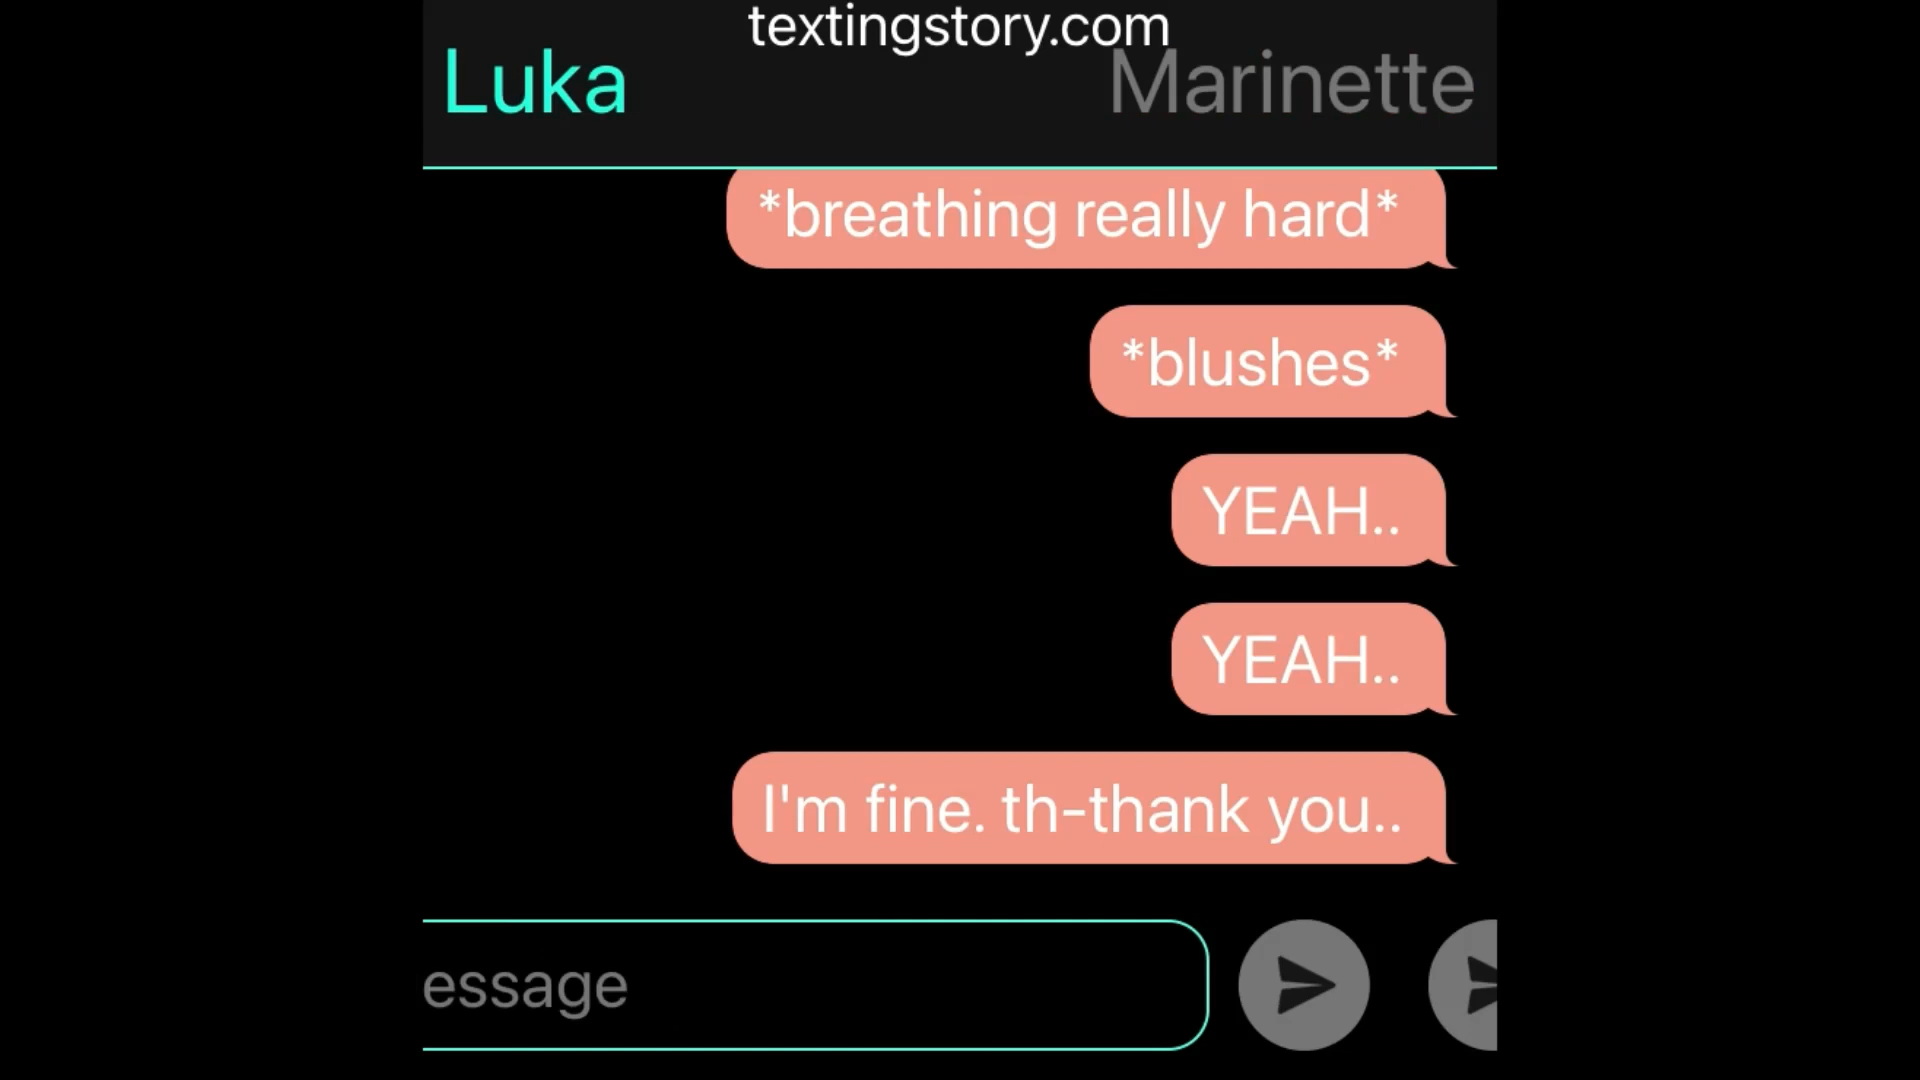 textingstory.com
Luka
Marinette
*breathing really hard*
*blushes*
YEAH..
YEAH..
I'm fine. th-thank you..
essage